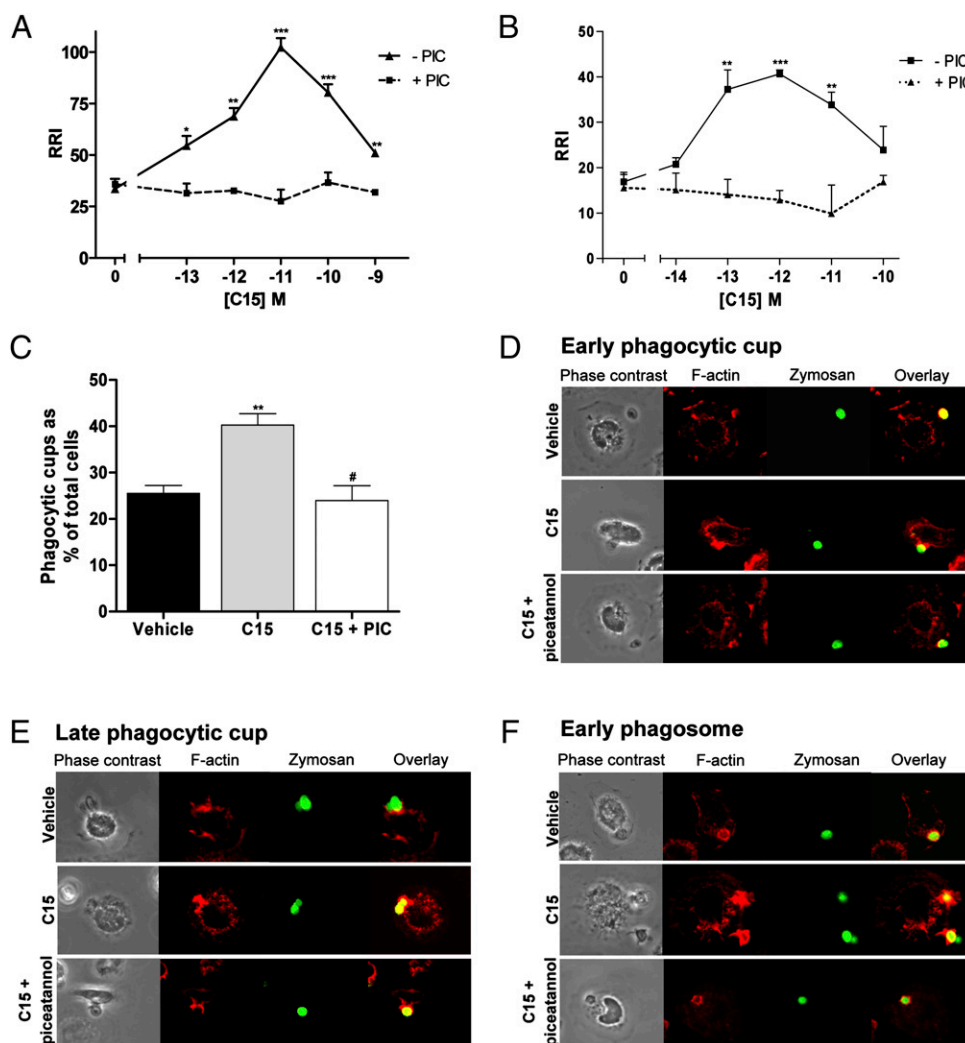 A
RRI
100
75
50
25
0
*
**
***
***
**
- PIC
+ PIC
0 -13 -12 -11 -10 -9
[C15] M
B
RRI
50
40
30
20
10
0
**
***
**
- PIC
+ PIC
0 -14 -13 -12 -11 -10
[C15] M
C
Phagocytic cups as
% of total cells
50
40
30
20
10
0
**
#
Vehicle C15 C15 + PIC
D Early phagocytic cup
Phase contrast F-actin Zymosan Overlay
Vehicle
C15
C15 +
piceatannol
E Late phagocytic cup
Phase contrast F-actin Zymosan Overlay
Vehicle
C15
C15 +
piceatannol
F Early phagosome
Phase contrast F-actin Zymosan Overlay
Vehicle
C15
C15 +
piceatannol